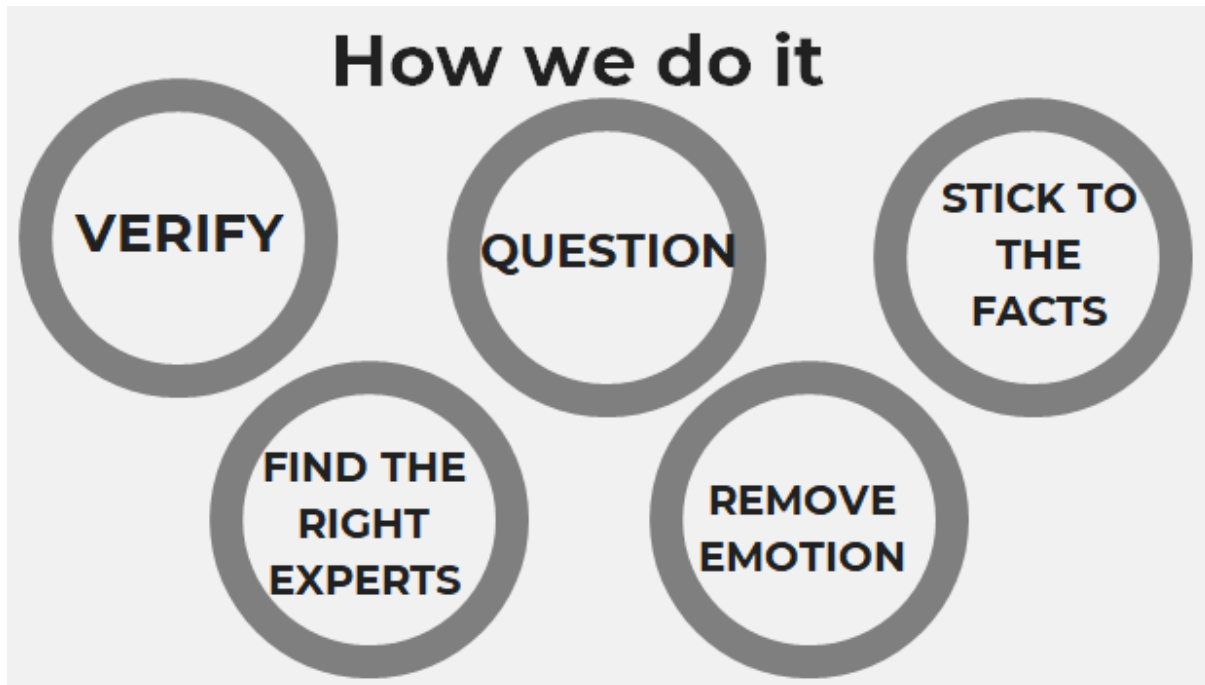 How we do it
VERIFY
QUESTION
STICK TO
THE
FACTS
FIND THE
RIGHT
EXPERTS
REMOVE
EMOTION